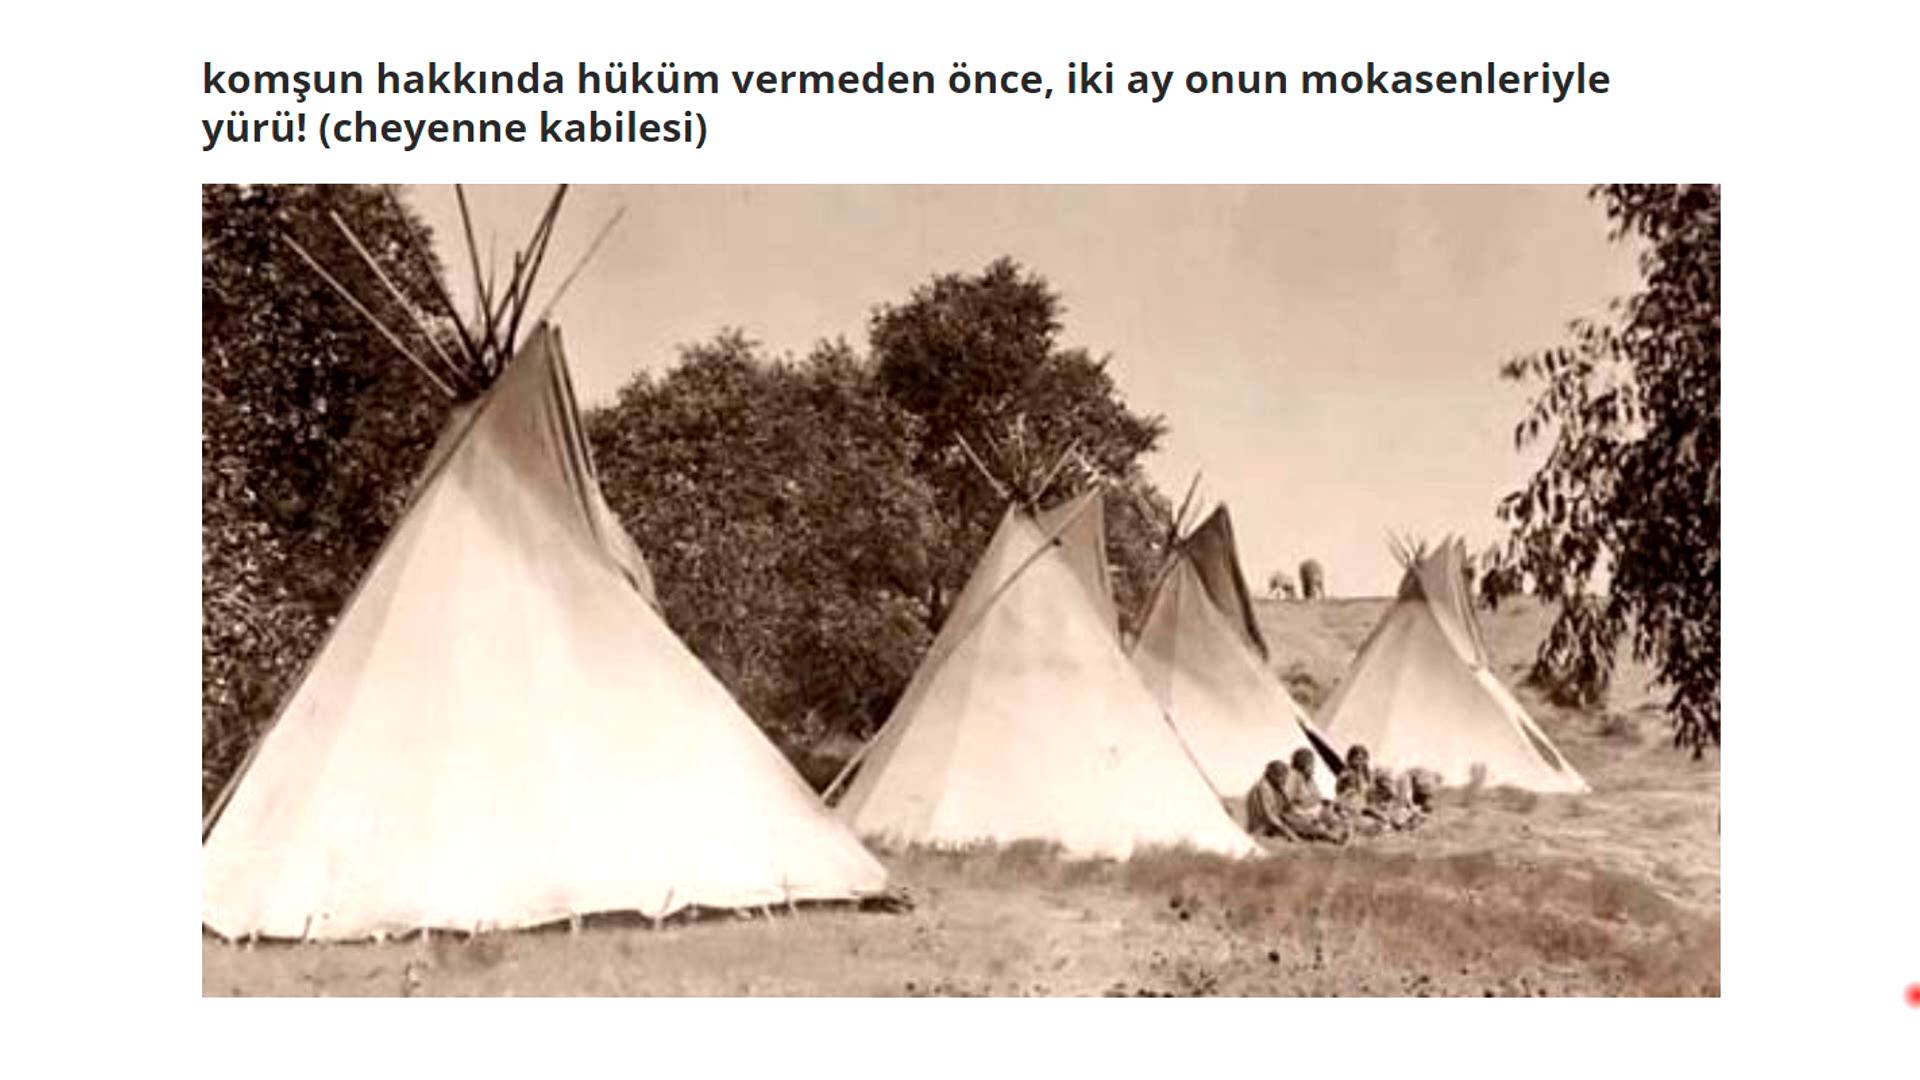 komşun hakkında hüküm vermeden önce, iki ay onun mokasenleriyle
yürü! (cheyenne kabilesi)